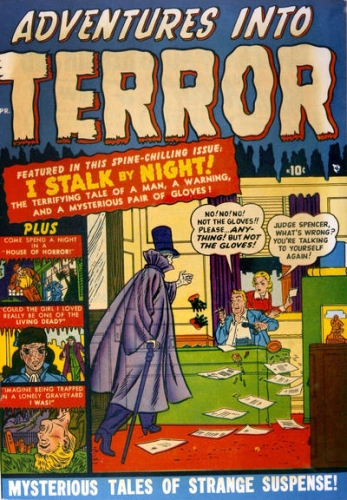 ADVENTURES INTO
TERROR
APR.
10¢
FEATURED IN THIS SPINE-CHILLING ISSUE:
I STALK BY NIGHT!
THE TERRIFYING TALE OF A MAN, A WARNING,
AND A MYSTERIOUS PAIR OF GLOVES!
PLUS
COME SPEND A NIGHT
IN A
"HOUSE OF HORROR!"
"COULD THE GIRL I LOVED
REALLY BE ONE OF THE
LIVING DEAD?"
"IMAGINE BEING TRAPPED
IN A LONELY GRAVEYARD
I WAS!"
NO! NO! NO!
NOT THE GLOVES!!
PLEASE...ANY-
THING! BUT NOT
THE GLOVES!
JUDGE SPENCER,
WHAT'S WRONG?
YOU'RE TALKING
TO YOURSELF
AGAIN!
MYSTERIOUS TALES OF STRANGE SUSPENSE!